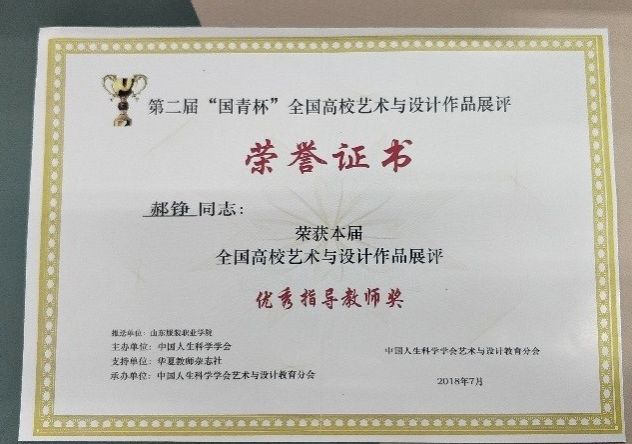 第二届“国青杯”全国高校艺术与设计作品展评
荣誉证书
郝铮 同志：
荣获本届
全国高校艺术与设计作品展评
优秀指导教师奖
推送单位：山东服装职业学院
主办单位：中国人生科学学会
支持单位：华夏教师杂志社
承办单位：中国人生科学学会艺术与设计教育分会
中国人生科学学会艺术与设计教育分会
2018年7月